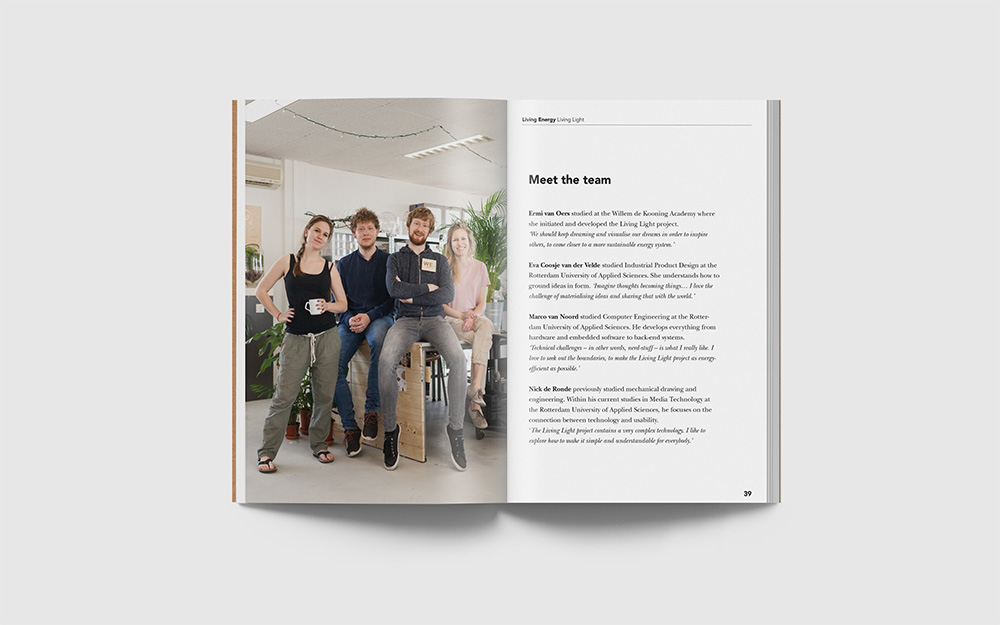 Living Energy Living Light
Meet the team
Ermi van Oers studied at the Willem de Kooning Academy where
she initiated and developed the Living Light project.
'We should keep dreaming and visualise our dreams in order to inspire
others, to come closer to a more sustainable energy system.'
Eva Coosje van der Velde studied Industrial Product Design at the
Rotterdam University of Applied Sciences. She understands how to
ground ideas in form. 'Imagine thoughts becoming things… I love the
challenge of materialising ideas and sharing that with the world.'
Marco van Noord studied Computer Engineering at the Rotter-
dam University of Applied Sciences. He develops everything from
hardware and embedded software to back-end systems.
'Technical challenges – in other words, nerd-stuff – is what I really like. I
love to seek out the boundaries, to make the Living Light project as energy-
efficient as possible.'
Nick de Ronde previously studied mechanical drawing and
engineering. Within his current studies in Media Technology at
the Rotterdam University of Applied Sciences, he focuses on the
connection between technology and usability.
'The Living Light project contains a very complex technology. I like to
explore how to make it simple and understandable for everybody.'
39